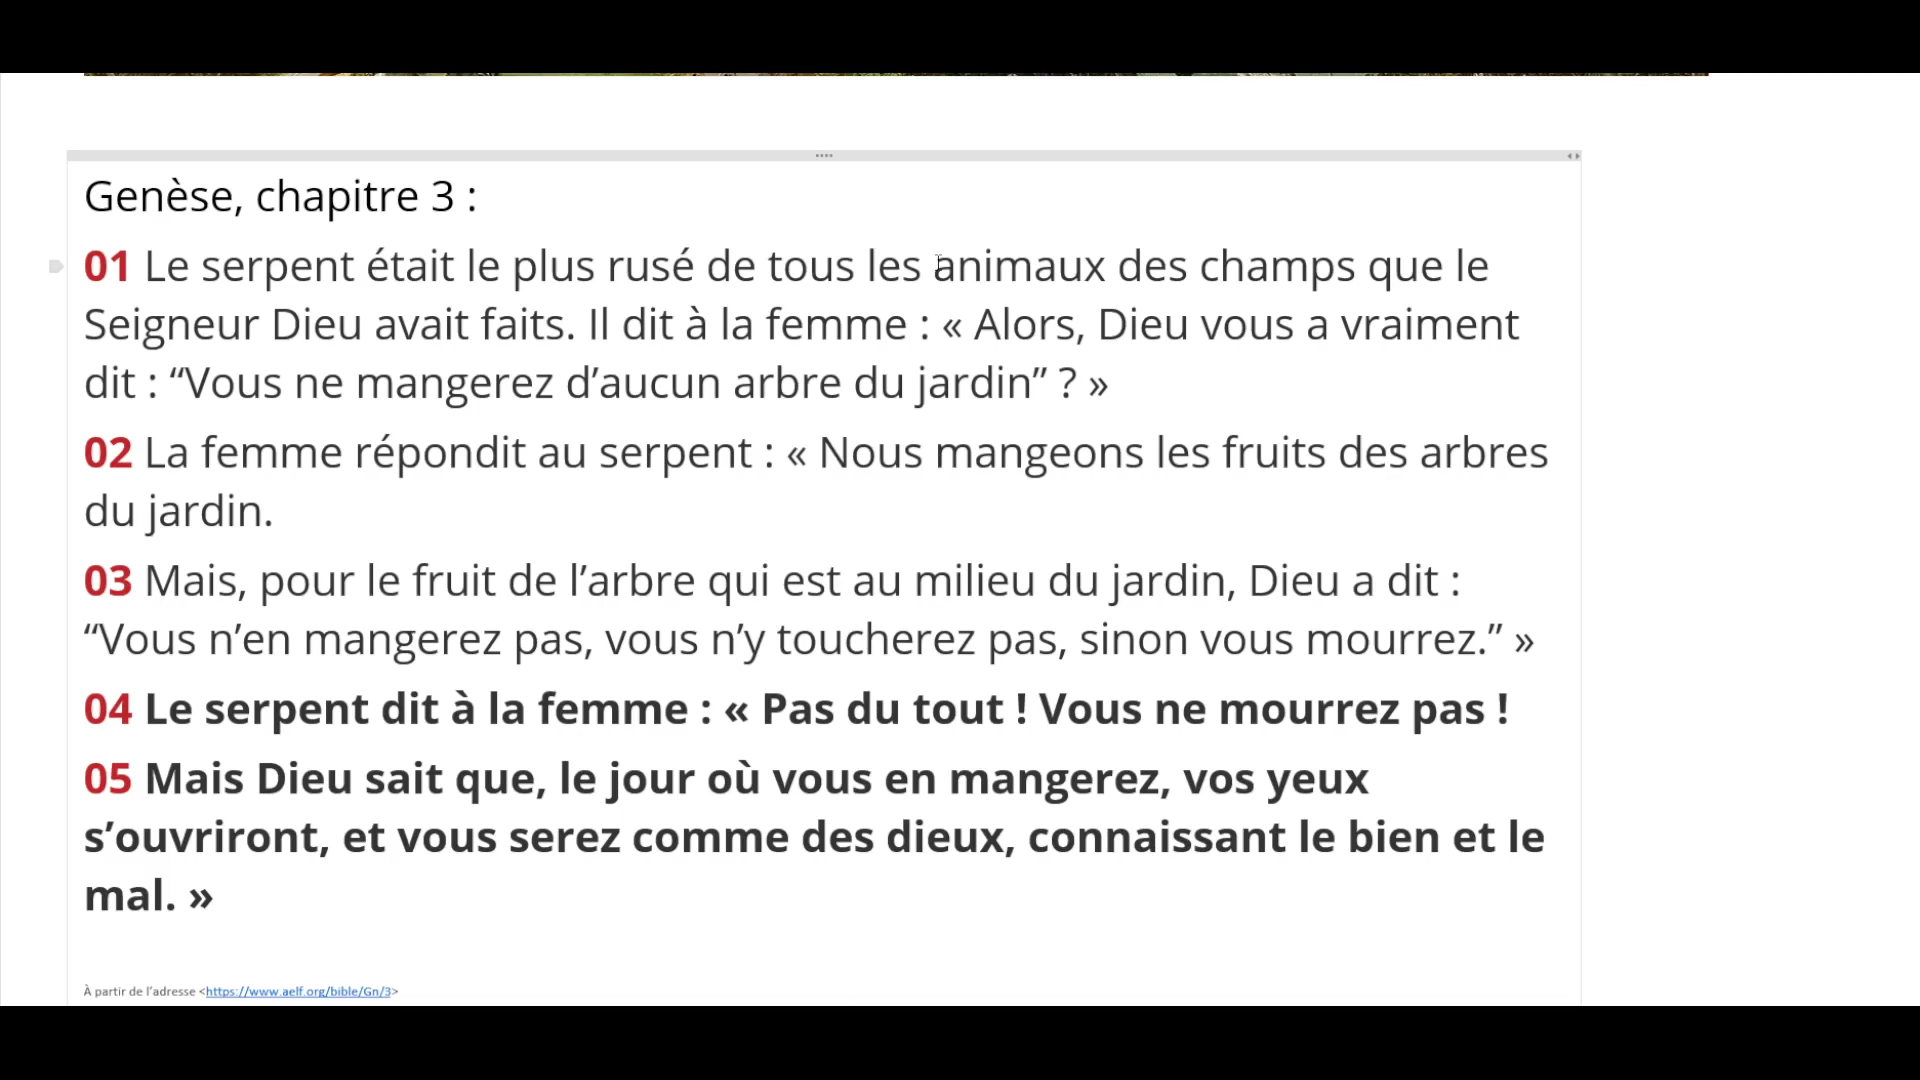 Genèse, chapitre 3 :
01 Le serpent était le plus rusé de tous les animaux des champs que le
Seigneur Dieu avait faits. Il dit à la femme : « Alors, Dieu vous a vraiment
dit : “Vous ne mangerez d’aucun arbre du jardin” ? »
02 La femme répondit au serpent : « Nous mangeons les fruits des arbres
du jardin.
03 Mais, pour le fruit de l’arbre qui est au milieu du jardin, Dieu a dit :
“Vous n’en mangerez pas, vous n’y toucherez pas, sinon vous mourrez.” »
04 Le serpent dit à la femme : « Pas du tout ! Vous ne mourrez pas !
05 Mais Dieu sait que, le jour où vous en mangerez, vos yeux
s’ouvriront, et vous serez comme des dieux, connaissant le bien et le
mal. »
À partir de l’adresse <https://www.aelf.org/bible/Gn/3>